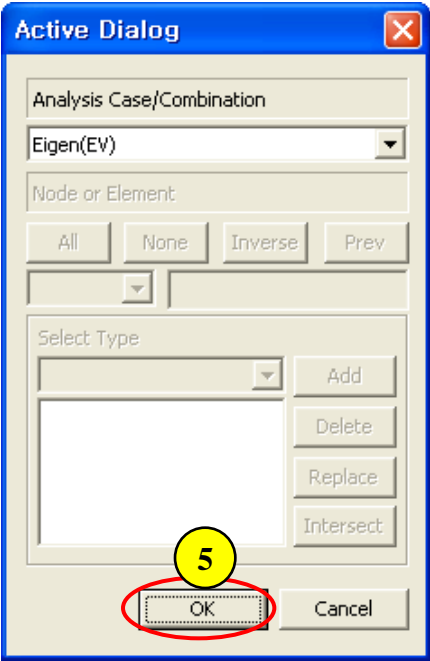 Active Dialog
Analysis Case/Combination
Eigen(EV)
Node or Element
All None Inverse Prev
Select Type
Add
Delete
Replace
Intersect
5
OK Cancel